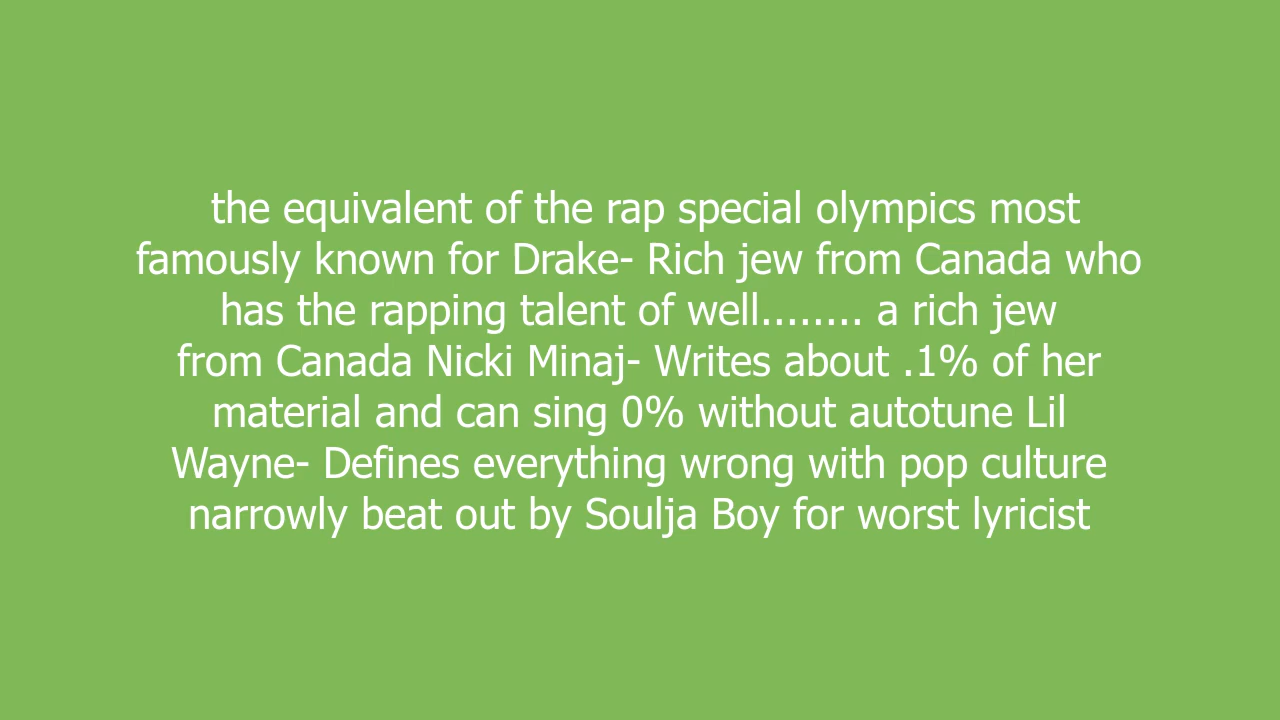 the equivalent of the rap special olympics most
famously known for Drake- Rich jew from Canada who
has the rapping talent of well........ a rich jew
from Canada Nicki Minaj- Writes about .1% of her
material and can sing 0% without autotune Lil
Wayne- Defines everything wrong with pop culture
narrowly beat out by Soulja Boy for worst lyricist